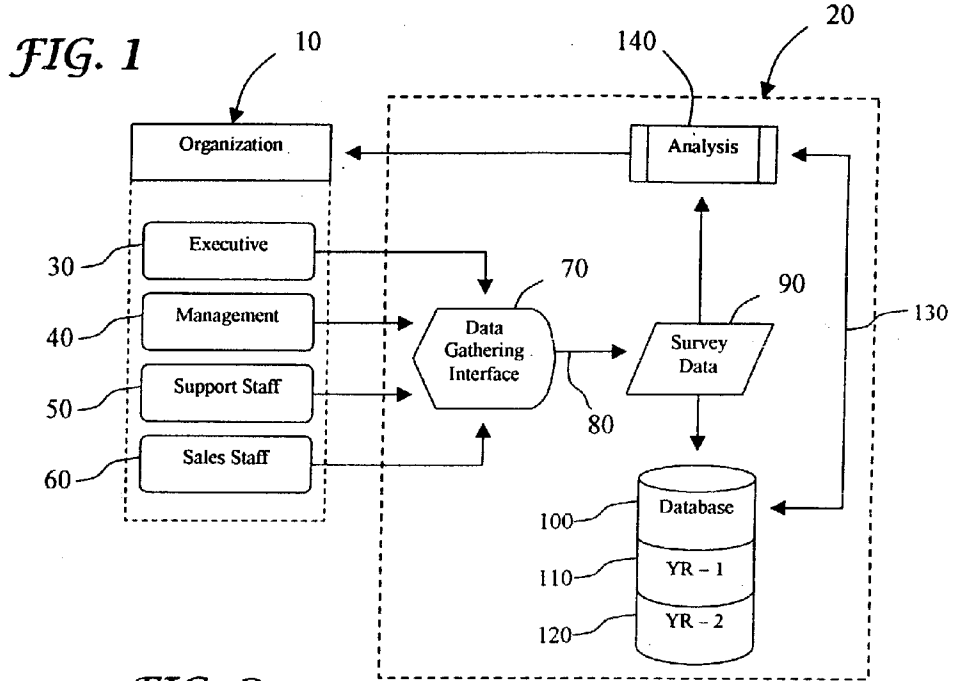 FIG. 1
10
20
140
Organization
Analysis
30
Executive
40
Management
50
Support Staff
60
Sales Staff
70
Data
Gathering
Interface
80
90
Survey
Data
130
100
Database
110
YR – 1
120
YR – 2